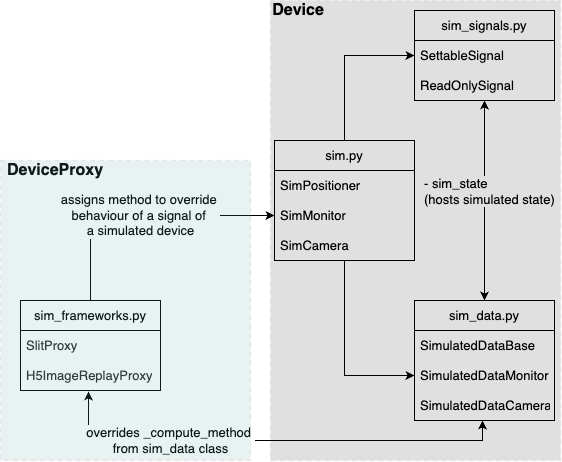 Device
sim_signals.py
SettableSignal
ReadOnlySignal
sim.py
SimPositioner
SimMonitor
SimCamera
- sim_state
(hosts simulated state)
DeviceProxy
assigns method to override
behaviour of a signal of
a simulated device
sim_frameworks.py
SlitProxy
H5ImageReplayProxy
sim_data.py
SimulatedDataBase
SimulatedDataMonitor
SimulatedDataCamera
overrides _compute_method
from sim_data class